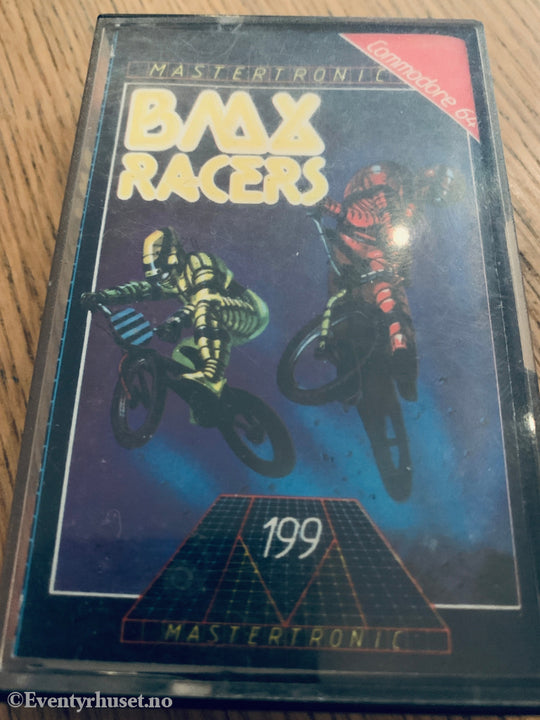 MASTERTRONIC
Commodore 64
BMX
RACERS
199
MASTERTRONIC
©Eventyrhuset.no